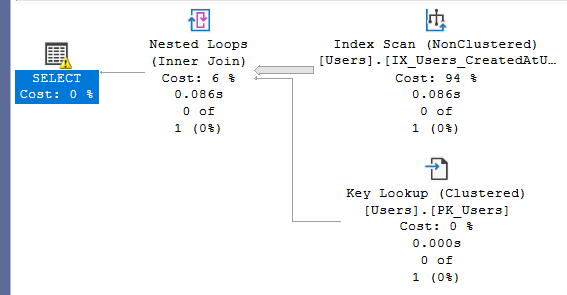 Nested Loops
(Inner Join)
Cost: 6 %
0.086s
0 of
1 (0%)
Index Scan (NonClustered)
[Users].[IX_Users_CreatedAtU…
Cost: 94 %
0.086s
0 of
1 (0%)
SELECT
Cost: 0 %
Key Lookup (Clustered)
[Users].[PK_Users]
Cost: 0 %
0.000s
0 of
1 (0%)